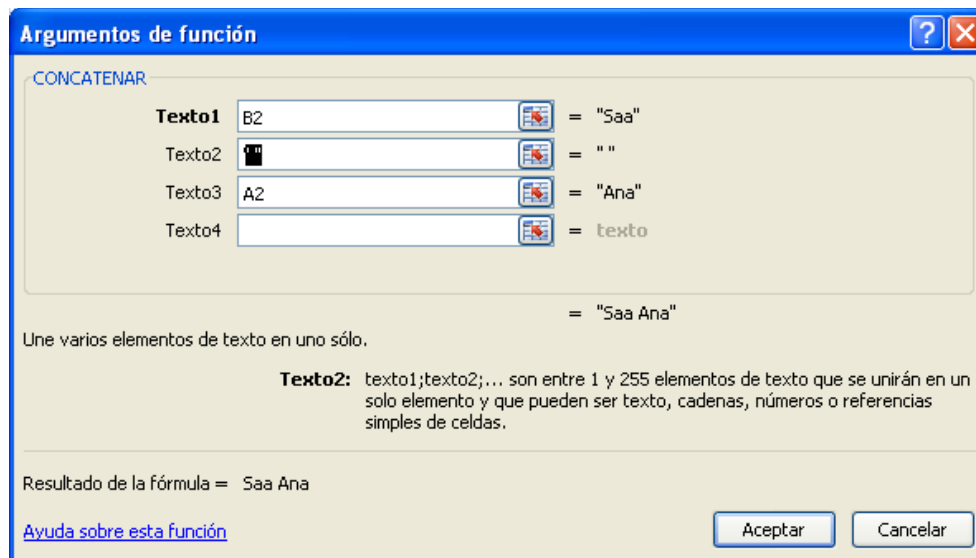 Argumentos de función
CONCATENAR
Texto1 B2 = "Saa"
Texto2 " " = " "
Texto3 A2 = "Ana"
Texto4 = texto
= "Saa Ana"
Une varios elementos de texto en uno sólo.
Texto2: texto1;texto2;... son entre 1 y 255 elementos de texto que se unirán en un
solo elemento y que pueden ser texto, cadenas, números o referencias
simples de celdas.
Resultado de la fórmula = Saa Ana
Ayuda sobre esta función
Aceptar Cancelar